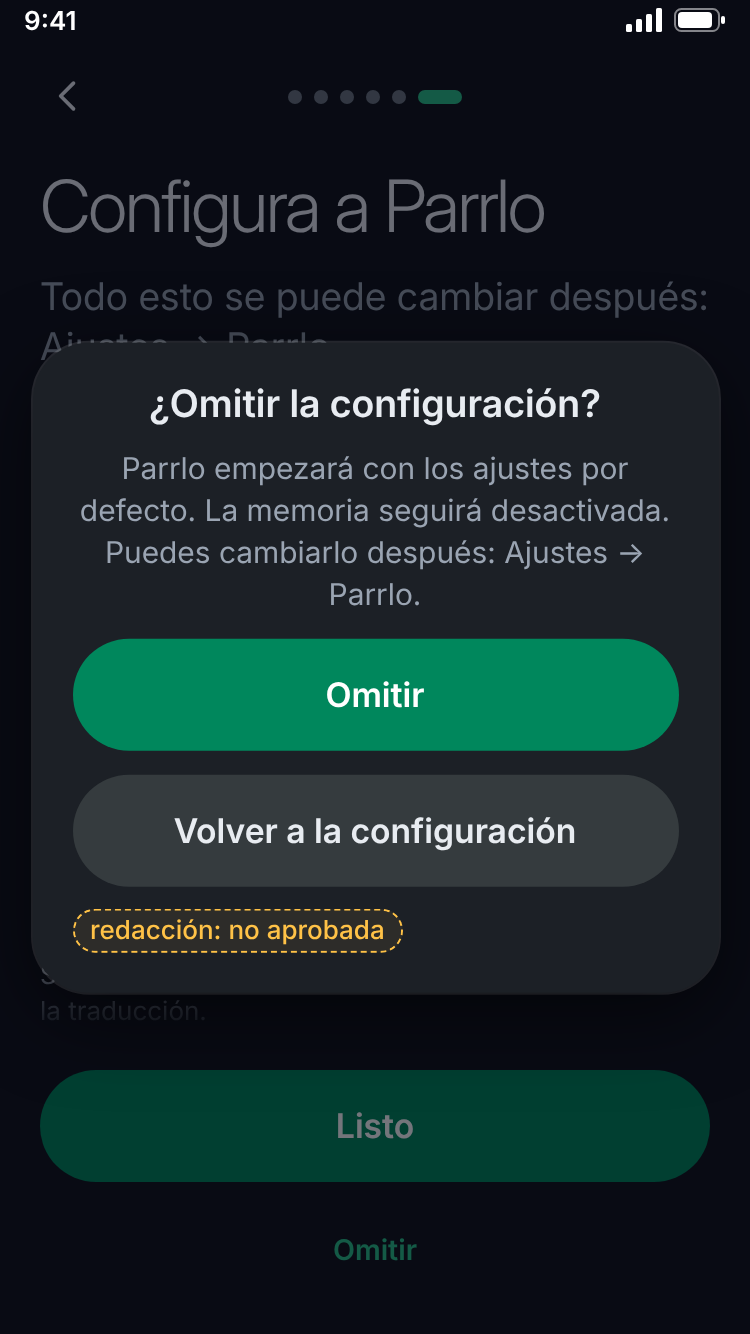 9:41
Configura a Parrlo
Todo esto se puede cambiar después:
Ajustes → Parrlo
¿Omitir la configuración?
Parrlo empezará con los ajustes por
defecto. La memoria seguirá desactivada.
Puedes cambiarlo después: Ajustes →
Parrlo.
Omitir
Volver a la configuración
redacción: no aprobada
la traducción.
Listo
Omitir